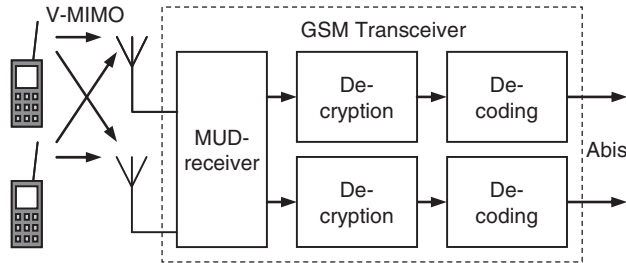 V-MIMO
GSM Transceiver
MUD-
receiver
De-
cryption
De-
coding
De-
cryption
De-
coding
Abis